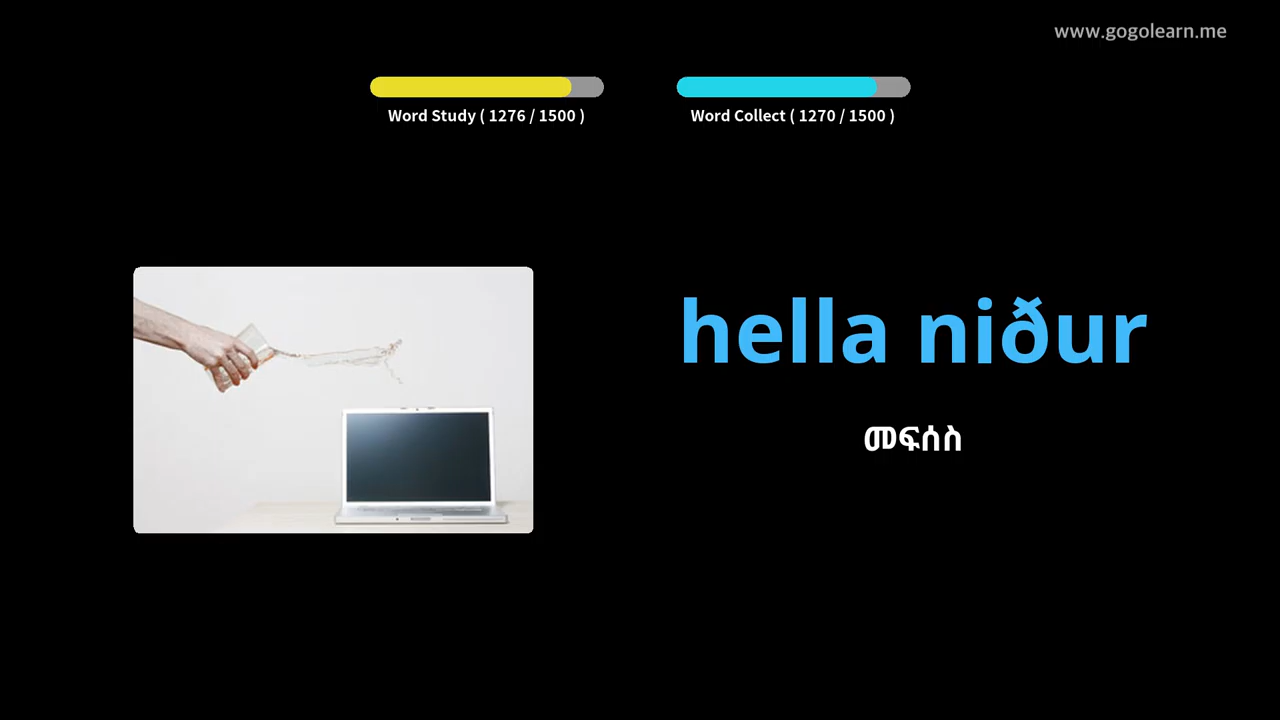 www.gogolearn.me
Word Study ( 1276 / 1500 )
Word Collect ( 1270 / 1500 )
hella niður
መፍሰስ